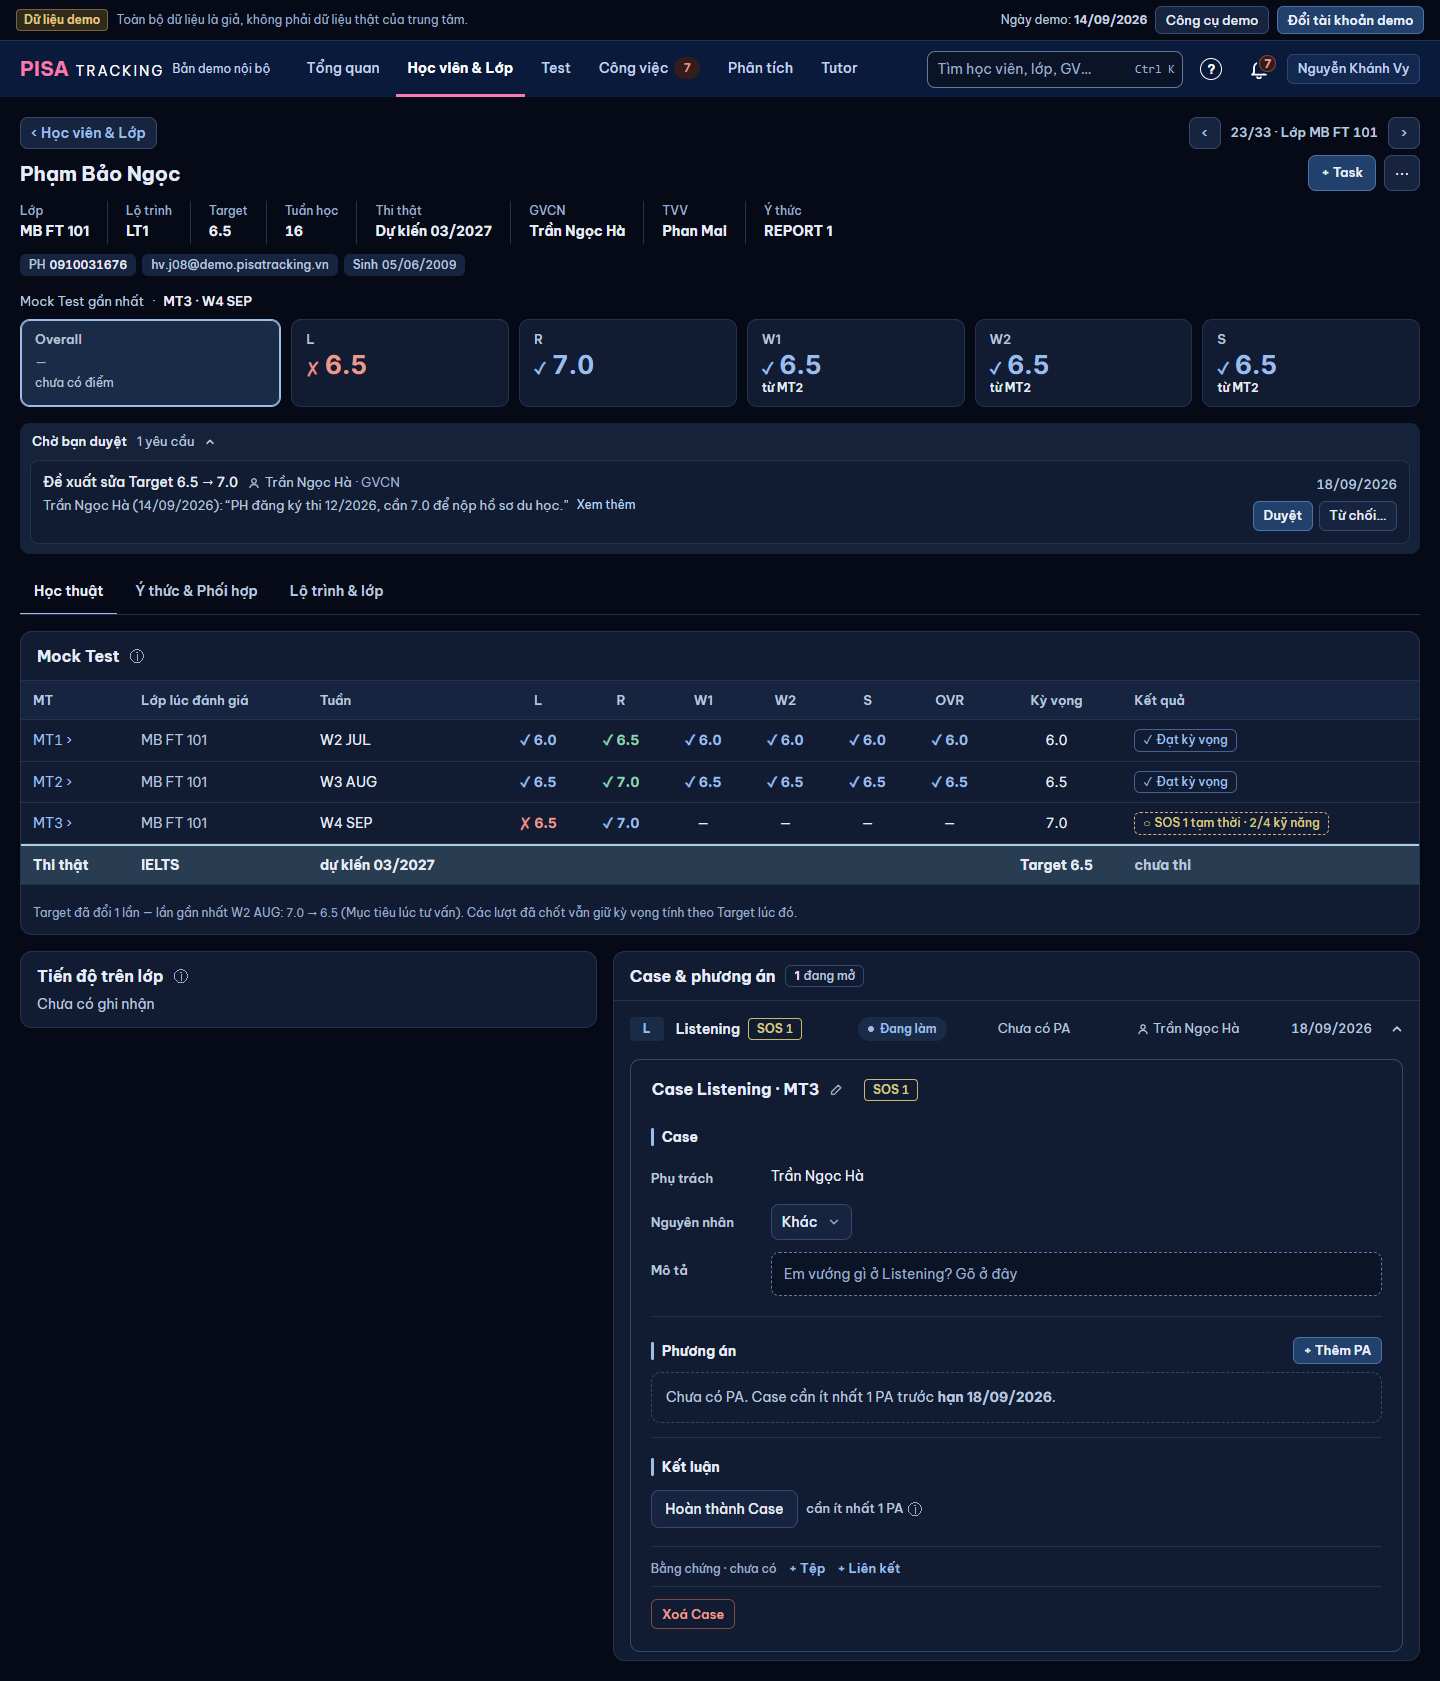 Dữ liệu demo Toàn bộ dữ liệu là giả, không phải dữ liệu thật của trung tâm. Ngày demo: 14/09/2026 Công cụ demo Đổi tài khoản demo
PISA TRACKING Bản demo nội bộ Tổng quan Học viên & Lớp Test Công việc 7 Phân tích Tutor Tìm học viên, lớp, GV... Ctrl K ? 7 Nguyễn Khánh Vy
‹ Học viên & Lớp ‹ 23/33 · Lớp MB FT 101 ›
Phạm Bảo Ngọc + Task ...
Lớp Lộ trình Target Tuần học Thi thật GVCN TVV Ý thức
MB FT 101 LT1 6.5 16 Dự kiến 03/2027 Trần Ngọc Hà Phan Mai REPORT 1
PH 0910031676 hv.j08@demo.pisatracking.vn Sinh 05/06/2009
Mock Test gần nhất · MT3 · W4 SEP
Overall L R W1 W2 S
— ✗ 6.5 ✓ 7.0 ✓ 6.5 ✓ 6.5 ✓ 6.5
chưa có điểm từ MT2 từ MT2 từ MT2
Chờ bạn duyệt 1 yêu cầu
Đề xuất sửa Target 6.5 → 7.0 Trần Ngọc Hà · GVCN 18/09/2026
Trần Ngọc Hà (14/09/2026): “PH đăng ký thi 12/2026, cần 7.0 để nộp hồ sơ du học.” Xem thêm
Duyệt Từ chối...
Học thuật Ý thức & Phối hợp Lộ trình & lớp
Mock Test ⓘ
MT Lớp lúc đánh giá Tuần L R W1 W2 S OVR Kỳ vọng Kết quả
MT1 › MB FT 101 W2 JUL ✓ 6.0 ✓ 6.5 ✓ 6.0 ✓ 6.0 ✓ 6.0 ✓ 6.0 6.0 ✓ Đạt kỳ vọng
MT2 › MB FT 101 W3 AUG ✓ 6.5 ✓ 7.0 ✓ 6.5 ✓ 6.5 ✓ 6.5 ✓ 6.5 6.5 ✓ Đạt kỳ vọng
MT3 › MB FT 101 W4 SEP ✗ 6.5 ✓ 7.0 — — — — 7.0 ○ SOS 1 tạm thời · 2/4 kỹ năng
Thi thật IELTS dự kiến 03/2027 Target 6.5 chưa thi
Target đã đổi 1 lần — lần gần nhất W2 AUG: 7.0 → 6.5 (Mục tiêu lúc tư vấn). Các lượt đã chốt vẫn giữ kỳ vọng tính theo Target lúc đó.
Tiến độ trên lớp ⓘ
Chưa có ghi nhận
Case & phương án 1 đang mở
L Listening SOS 1 Đang làm Chưa có PA Trần Ngọc Hà 18/09/2026
Case Listening · MT3 SOS 1
Case
Phụ trách Trần Ngọc Hà
Nguyên nhân Khác
Mô tả Em vướng gì ở Listening? Gõ ở đây
Phương án + Thêm PA
Chưa có PA. Case cần ít nhất 1 PA trước hạn 18/09/2026.
Kết luận
Hoàn thành Case cần ít nhất 1 PA ⓘ
Bằng chứng · chưa có + Tệp + Liên kết
Xoá Case